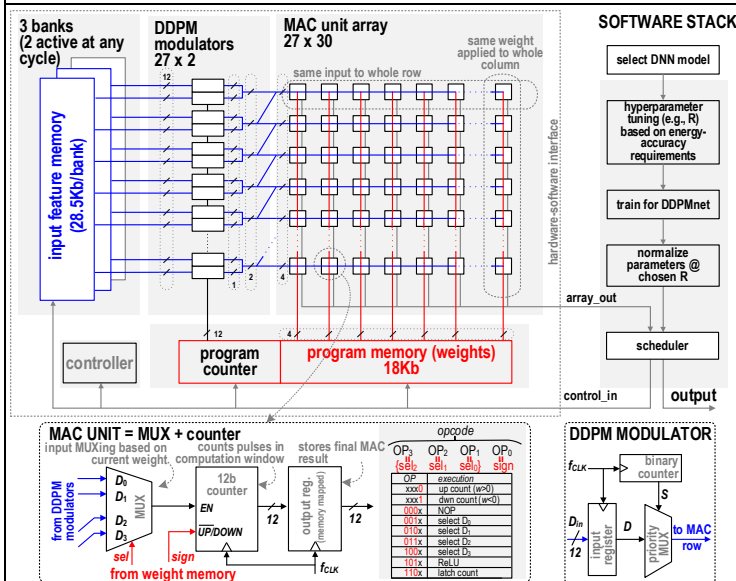 3 banks
(2 active at any
cycle)
DDPM
modulators
27 x 2
MAC unit array
27 x 30
same weight
applied to whole
column
same input to whole row
12
input feature memory
(28.5Kb/bank)
1
2
4
hardware-software interface
12
4
controller
program
counter
program memory (weights)
18Kb
array_out
control_in
SOFTWARE STACK
select DNN model
hyperparameter
tuning (e.g., R)
based on
energy-
accuracy
requirements
train for DDPMnet
normalize
parameters @
chosen R
scheduler
output
MAC UNIT = MUX + counter
input MUXing based on
current weight
counts pulses in
computation window
stores final MAC
result
from DDPM
modulators
D0
D1
D2
D3
MUX
sel
sign
from weight memory
EN
12b
counter
UP/DOWN
12
output reg.
(memory mapped)
12
fCLK
opcode
OP3 OP2 OP1 OP0
{sel2 sel1 sel0} sign
OP execution
xxx0 up count (w>0)
xxx1 dwn count (w<0)
000x NOP
001x select D0
010x select D1
011x select D2
100x select D3
101x ReLU
110x latch count
DDPM MODULATOR
fCLK
binary
counter
S
Din
12
input
register
D
priority
MUX
to MAC
row